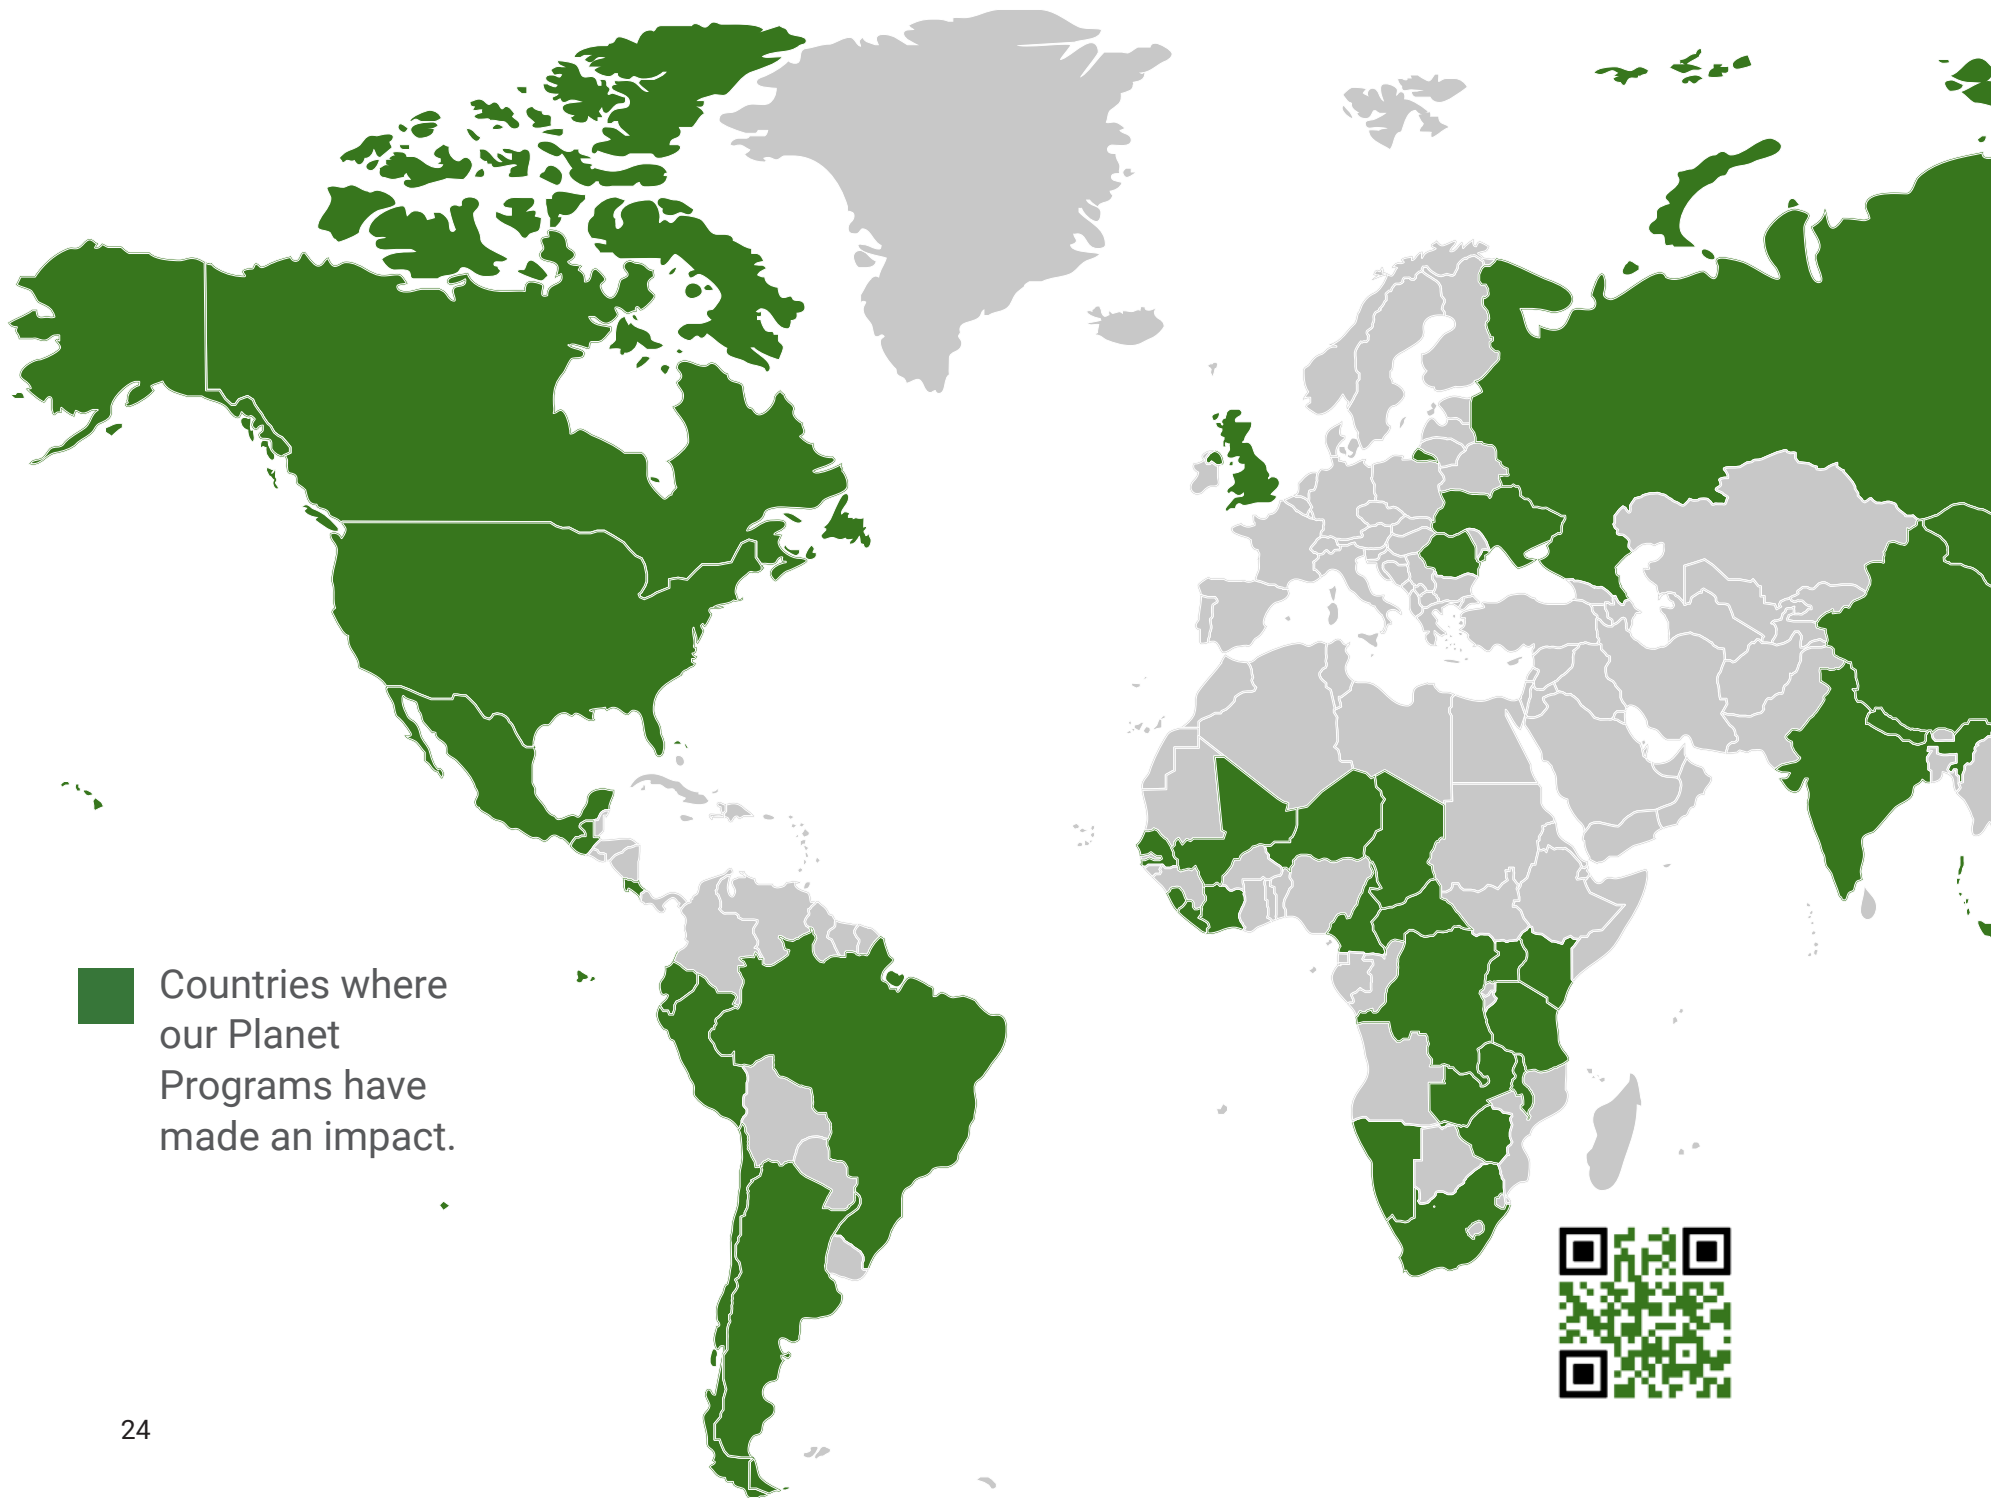 Countries where
our Planet
Programs have
made an impact.
24